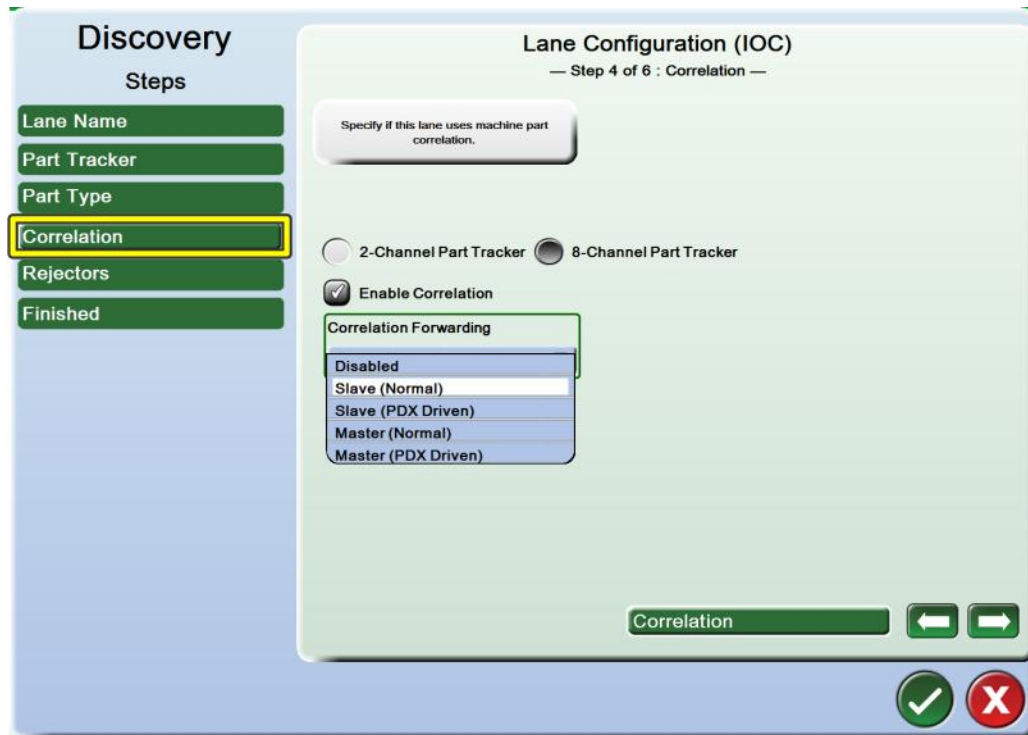 Discovery
Steps
Lane Name
Part Tracker
Part Type
Correlation
Rejectors
Finished
Lane Configuration (IOC)
— Step 4 of 6 : Correlation —
Specify if this lane uses machine part
correlation.
2-Channel Part Tracker
8-Channel Part Tracker
Enable Correlation
Correlation Forwarding
Disabled
Slave (Normal)
Slave (PDX Driven)
Master (Normal)
Master (PDX Driven)
Correlation
X